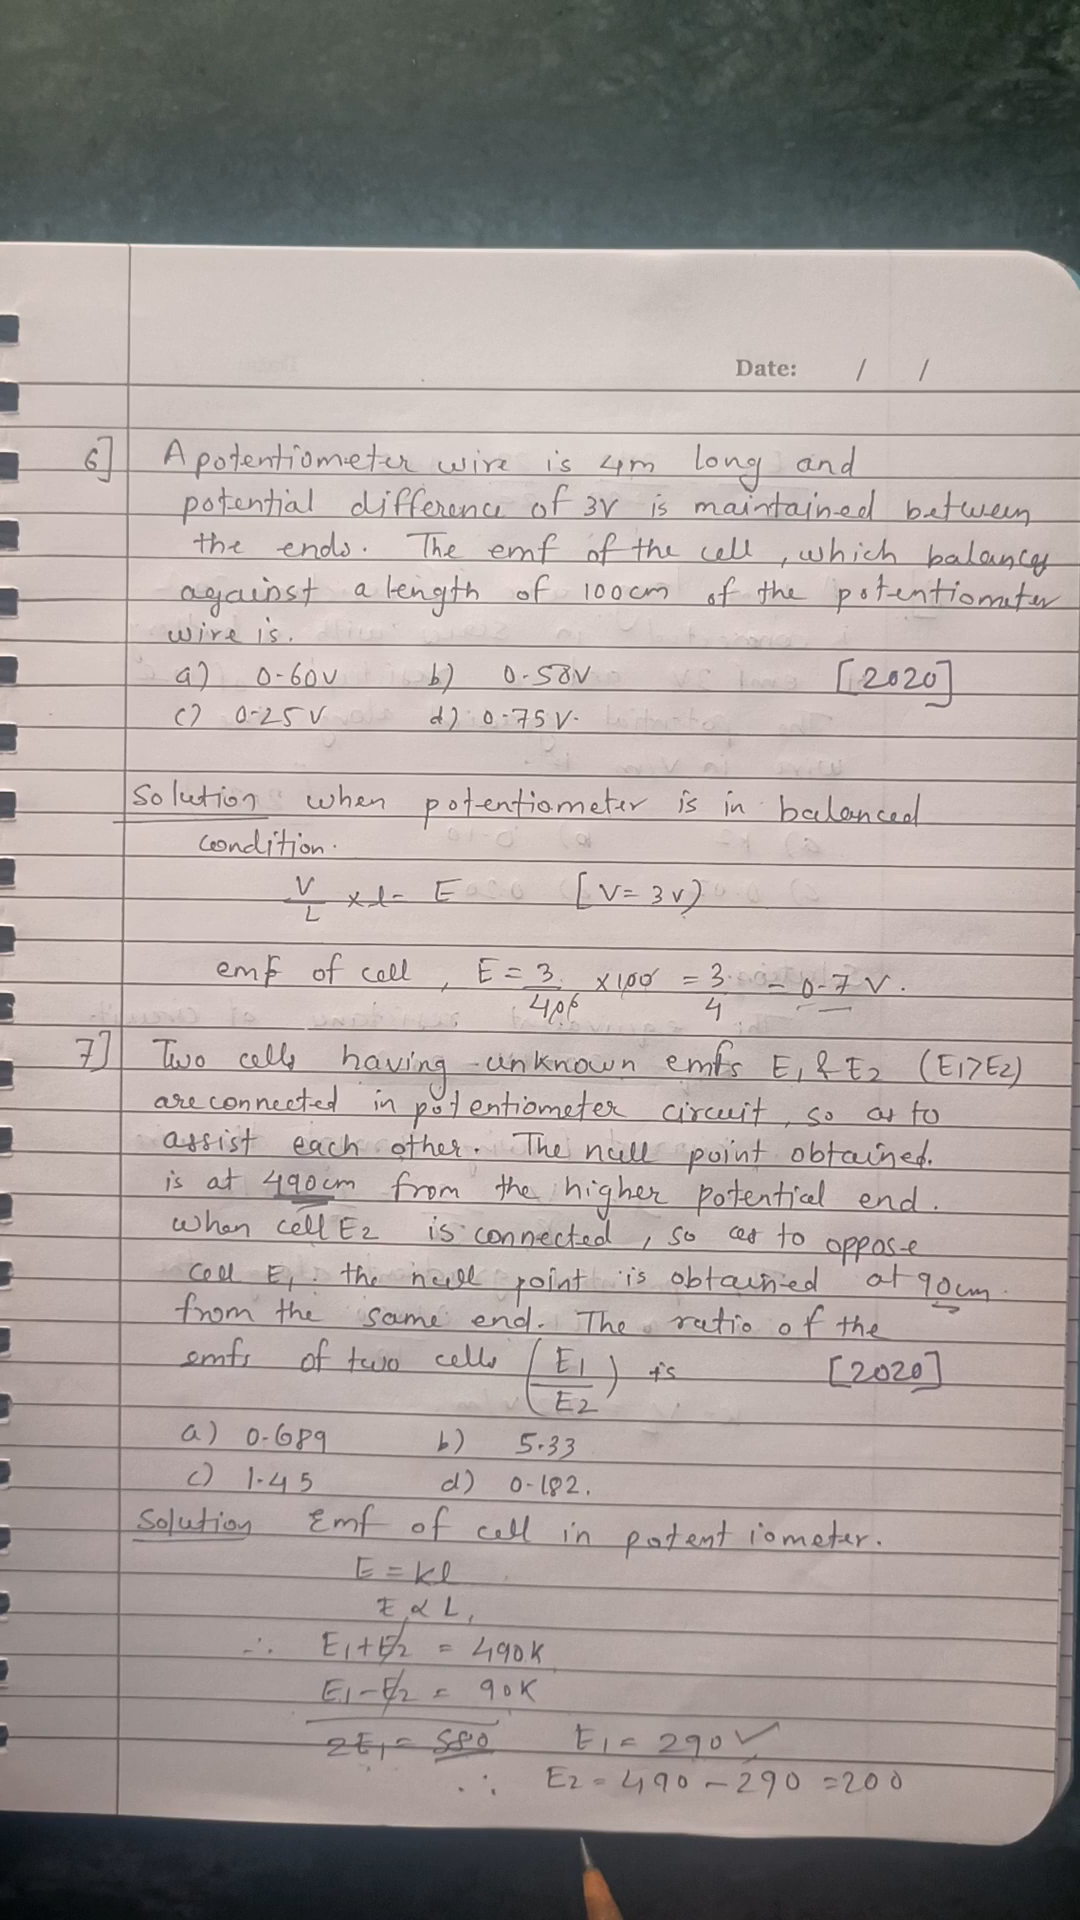 Date: / /
6] A potentiometer wire is 4m long and
potential difference of 3V is maintained between
the ends. The emf of the cell, which balances
against a length of 100cm of the potentiometer
wire is.
a) 0.60V b) 0.58V [2020]
c) 0.25V d) 0.75V.
Solution when potentiometer is in balanced
condition.
V/L × l = E [V = 3V)
emf of cell, E = 3/400 × 100 = 3/4 = 0.7 V.
7] Two cells having unknown emfs E1 & E2 (E1>E2)
are connected in potentiometer circuit, so as to
assist each other. The null point obtained.
is at 490cm from the higher potential end.
when cell E2 is connected, so as to oppose
cell E1. the null point is obtained at 90cm
from the same end. The ratio of the
emfs of two cells (E1/E2) is [2020]
a) 0.689 b) 5.33
c) 1.45 d) 0.182.
Solution Emf of cell in potentiometer.
E = kl
E ∝ L,
∴ E1 + E2 = 490K
E1 - E2 = 90K
2E1 = 580 E1 = 290 ✓
∴ E2 = 490 - 290 = 200